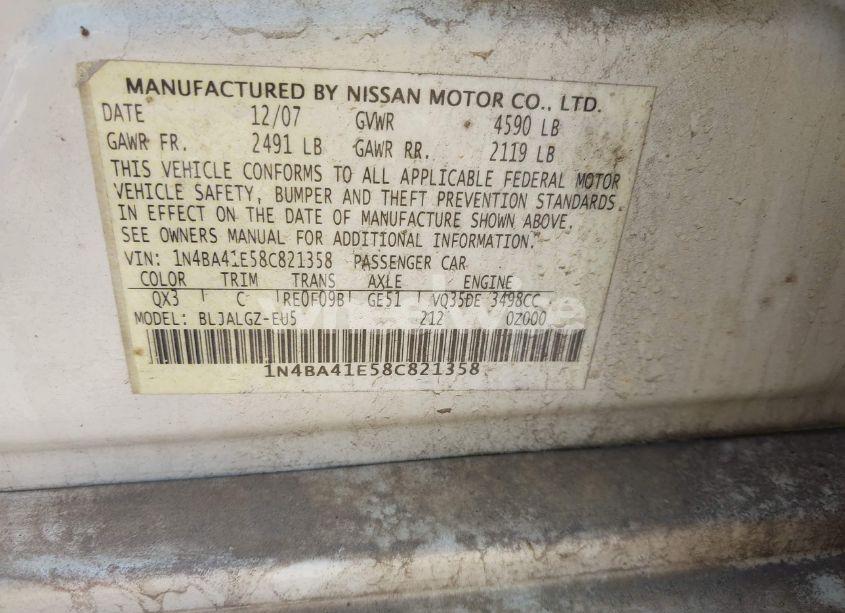 MANUFACTURED BY NISSAN MOTOR CO., LTD.
DATE 12/07 GVWR 4590 LB
GAWR FR. 2491 LB GAWR RR. 2119 LB
THIS VEHICLE CONFORMS TO ALL APPLICABLE FEDERAL MOTOR
VEHICLE SAFETY, BUMPER AND THEFT PREVENTION STANDARDS
IN EFFECT ON THE DATE OF MANUFACTURE SHOWN ABOVE.
SEE OWNERS MANUAL FOR ADDITIONAL INFORMATION.
VIN: 1N4BA41E58C821358 PASSENGER CAR
COLOR TRIM TRANS AXLE ENGINE
QX3 C RE0F09B GE51 VQ35DE 3498CC
MODEL: BLJALGZ-EU5 212 0Z000
1N4BA41E58C821358